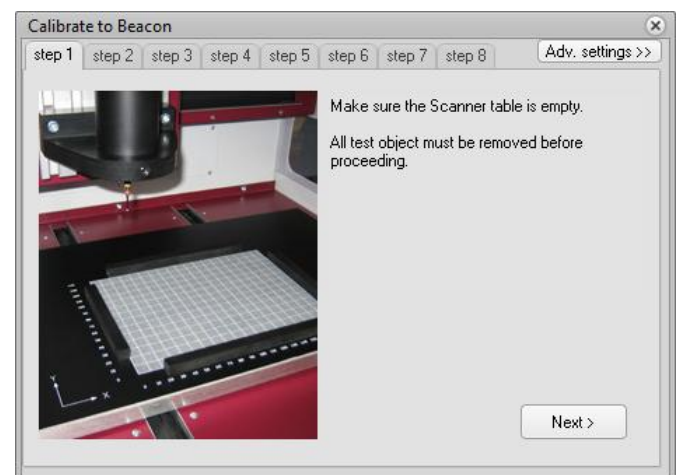 Calibrate to Beacon
step 1 step 2 step 3 step 4 step 5 step 6 step 7 step 8 Adv. settings >>
Make sure the Scanner table is empty.
All test object must be removed before
proceeding.
Y
X
Next >